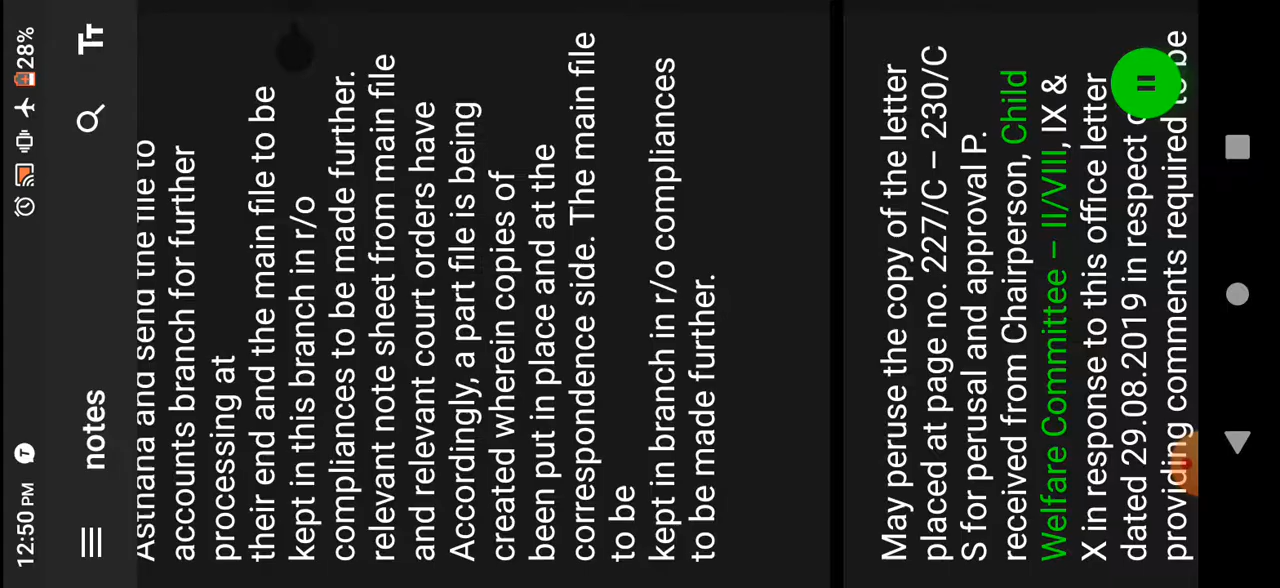 12:50 PM
28%
notes
Tт
Asthana and send the file to
accounts branch for further
processing at
their end and the main file to be
kept in this branch in r/o
compliances to be made further.
relevant note sheet from main file
and relevant court orders have
Accordingly, a part file is being
created wherein copies of
been put in place and at the
correspondence side. The main file
to be
kept in branch in r/o compliances
to be made further.
May peruse the copy of the letter
placed at page no. 227/C – 230/C
S for perusal and approval P.
received from Chairperson, Child
Welfare Committee – II/VIII, IX &
X in response to this office letter
dated 29.08.2019 in respect
providing comments required to be